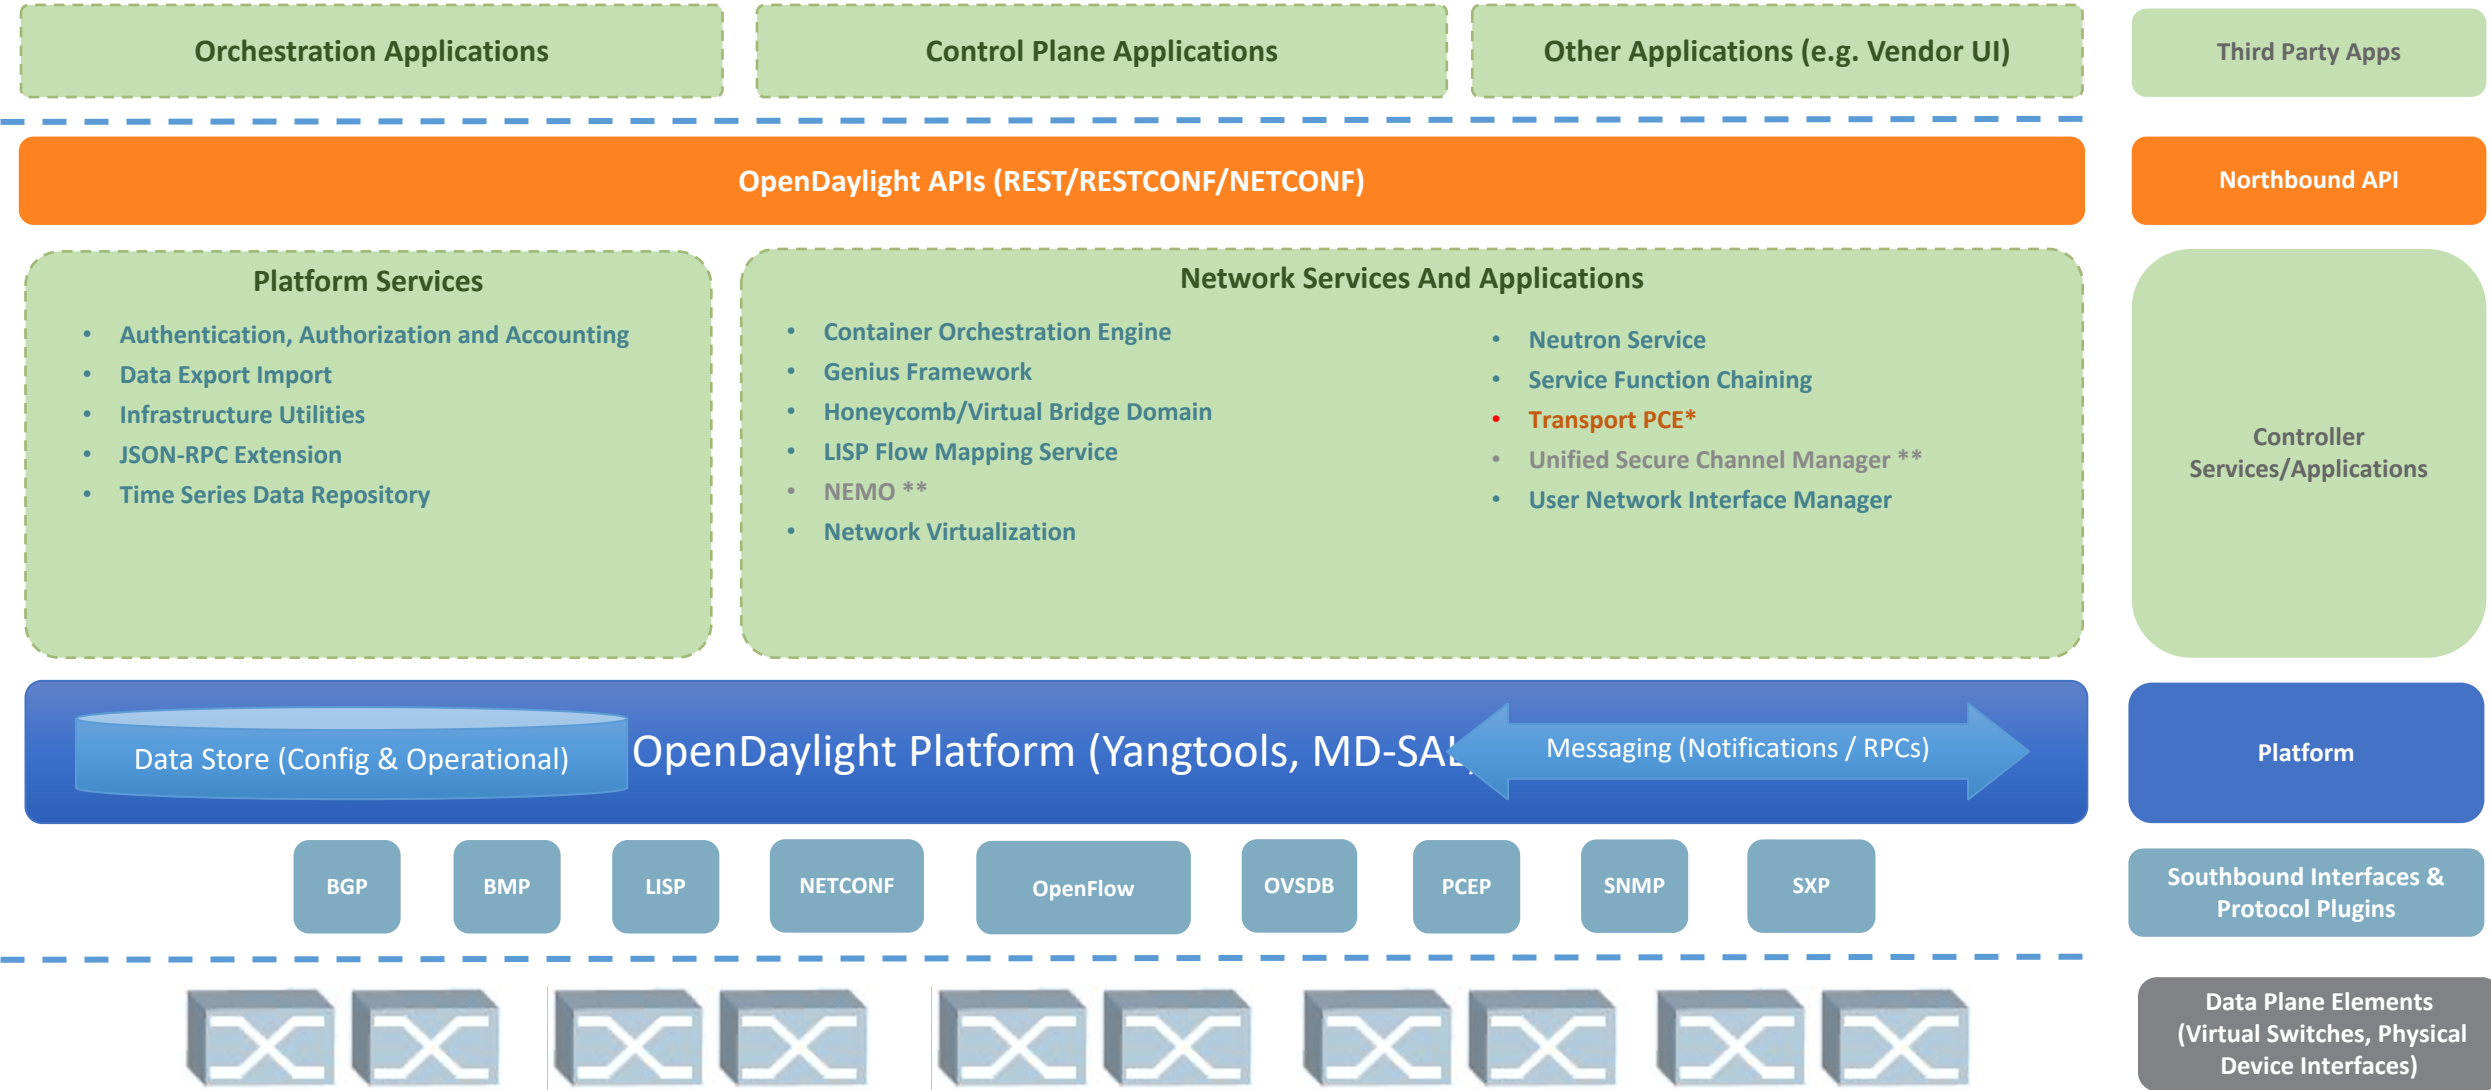 Orchestration Applications
Control Plane Applications
Other Applications (e.g. Vendor UI)
Third Party Apps
OpenDaylight APIs (REST/RESTCONF/NETCONF)
Northbound API
Platform Services
• Authentication, Authorization and Accounting
• Data Export Import
• Infrastructure Utilities
• JSON-RPC Extension
• Time Series Data Repository
Network Services And Applications
• Container Orchestration Engine
• Genius Framework
• Honeycomb/Virtual Bridge Domain
• LISP Flow Mapping Service
• NEMO **
• Network Virtualization
• Neutron Service
• Service Function Chaining
• Transport PCE*
• Unified Secure Channel Manager **
• User Network Interface Manager
Controller
Services/Applications
Data Store (Config & Operational)
OpenDaylight Platform (Yangtools, MD-SAL)
Messaging (Notifications / RPCs)
Platform
BGP
BMP
LISP
NETCONF
OpenFlow
OVSDB
PCEP
SNMP
SXP
Southbound Interfaces &
Protocol Plugins
Data Plane Elements
(Virtual Switches, Physical
Device Interfaces)